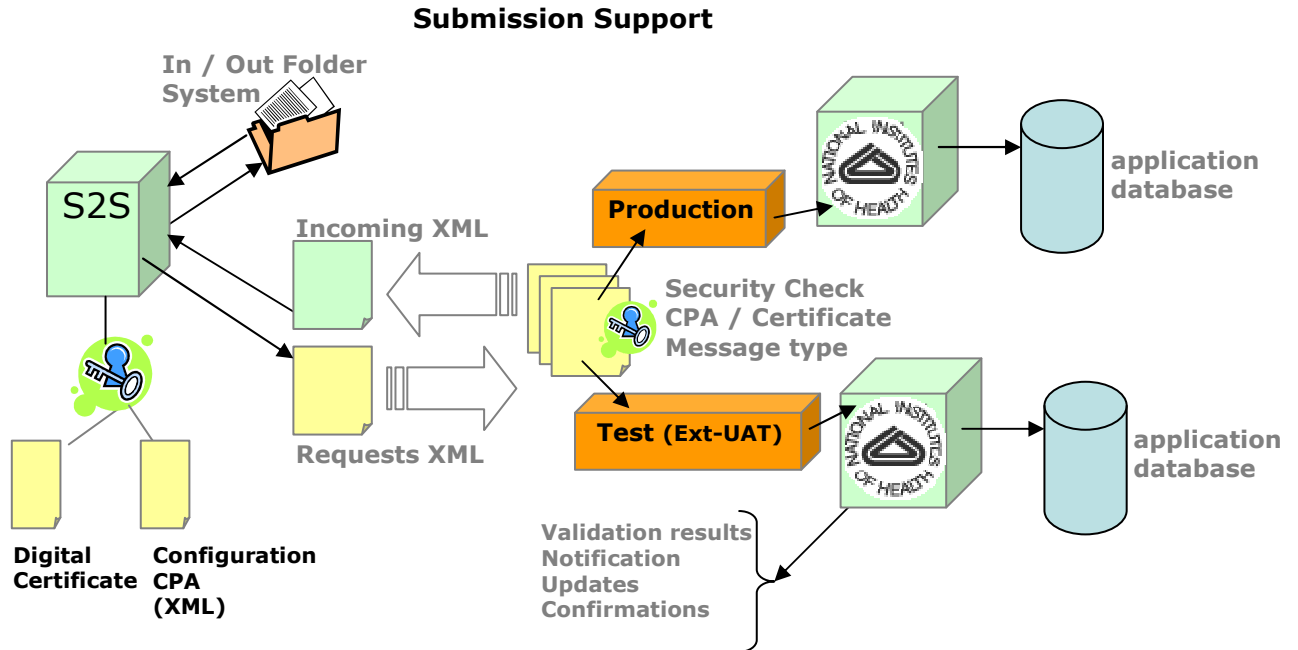 Submission Support
In / Out Folder
System
S2S
Incoming XML
Requests XML
Digital
Certificate
Configuration
CPA
(XML)
Production
Security Check
CPA / Certificate
Message type
Test (Ext-UAT)
NATIONAL INSTITUTES
OF HEALTH
application
database
NATIONAL INSTITUTES
OF HEALTH
application
database
Validation results
Notification
Updates
Confirmations